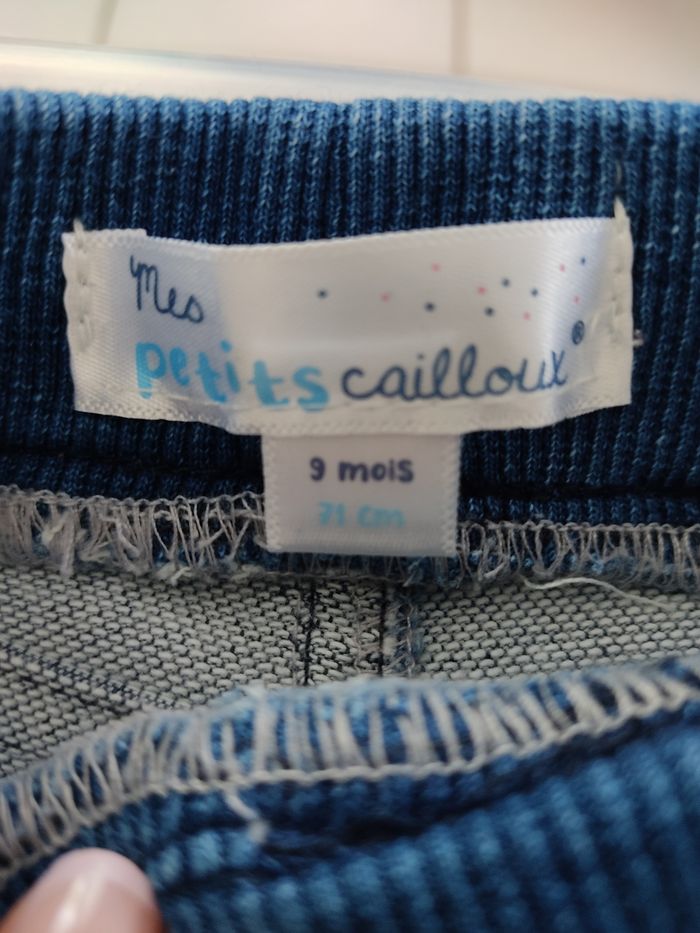 Mes
petits cailloux®
9 mois
71 cm